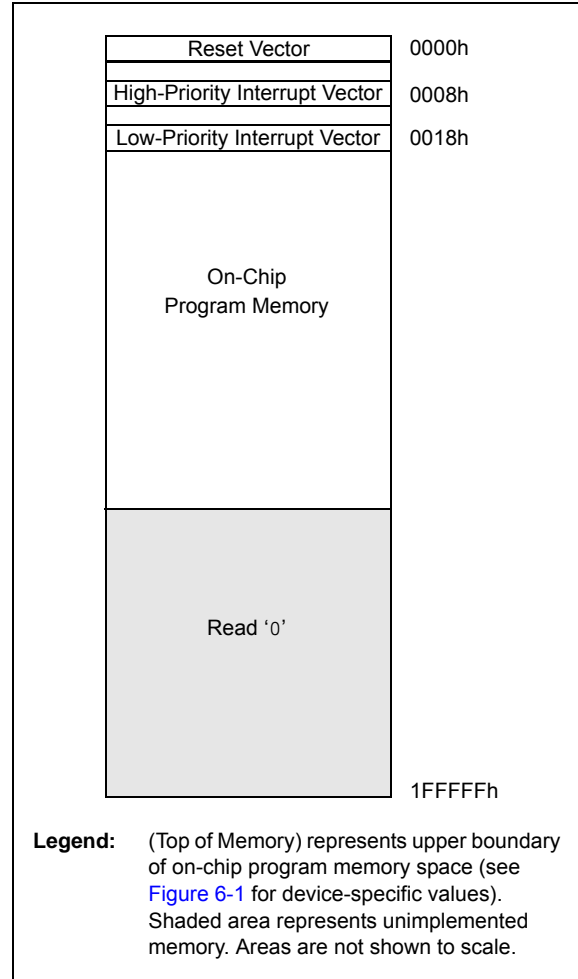 Reset Vector 0000h
High-Priority Interrupt Vector 0008h
Low-Priority Interrupt Vector 0018h
On-Chip
Program Memory
Read ‘0’
1FFFFFh
Legend: (Top of Memory) represents upper boundary
of on-chip program memory space (see
Figure 6-1 for device-specific values).
Shaded area represents unimplemented
memory. Areas are not shown to scale.